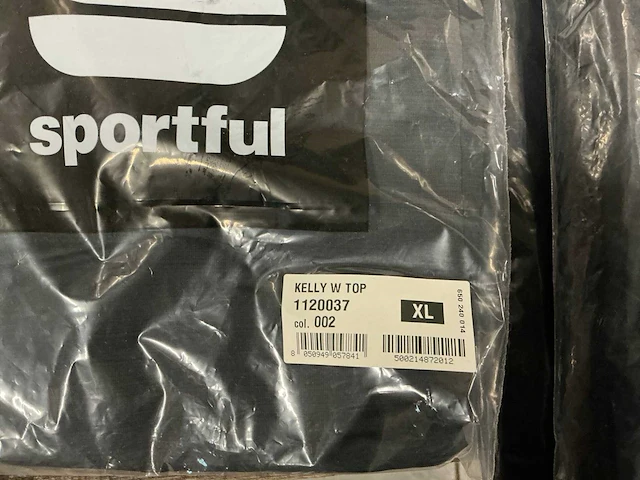 sportful
KELLY W TOP
1120037
col. 002
XL
650 240 014
8 050949 057841
500214872012